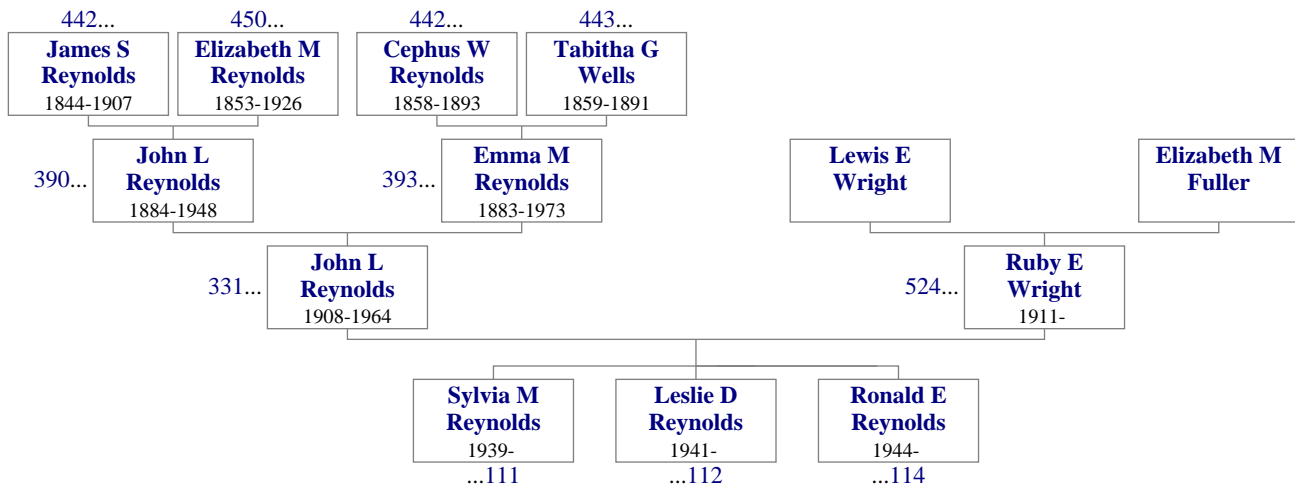 442...
450...
442...
443...
James S
Reynolds
1844-1907
Elizabeth M
Reynolds
1853-1926
Cephus W
Reynolds
1858-1893
Tabitha G
Wells
1859-1891
390...
John L
Reynolds
1884-1948
393...
Emma M
Reynolds
1883-1973
Lewis E
Wright
Elizabeth M
Fuller
331...
John L
Reynolds
1908-1964
524...
Ruby E
Wright
1911-
Sylvia M
Reynolds
1939-
...111
Leslie D
Reynolds
1941-
...112
Ronald E
Reynolds
1944-
...114